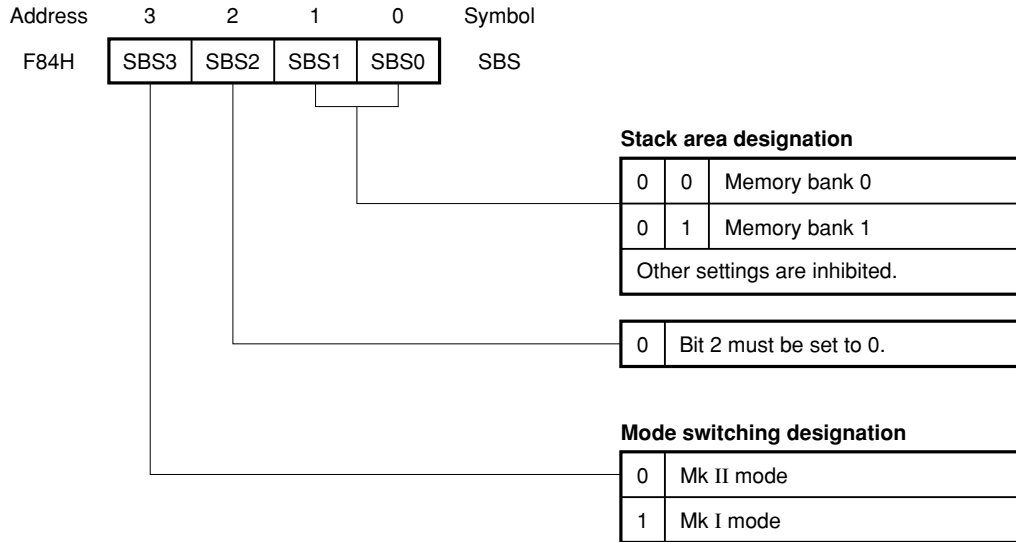 Address 3 2 1 0 Symbol
F84H SBS3 SBS2 SBS1 SBS0 SBS
Stack area designation
0 0 Memory bank 0
0 1 Memory bank 1
Other settings are inhibited.
0 Bit 2 must be set to 0.
Mode switching designation
0 Mk II mode
1 Mk I mode